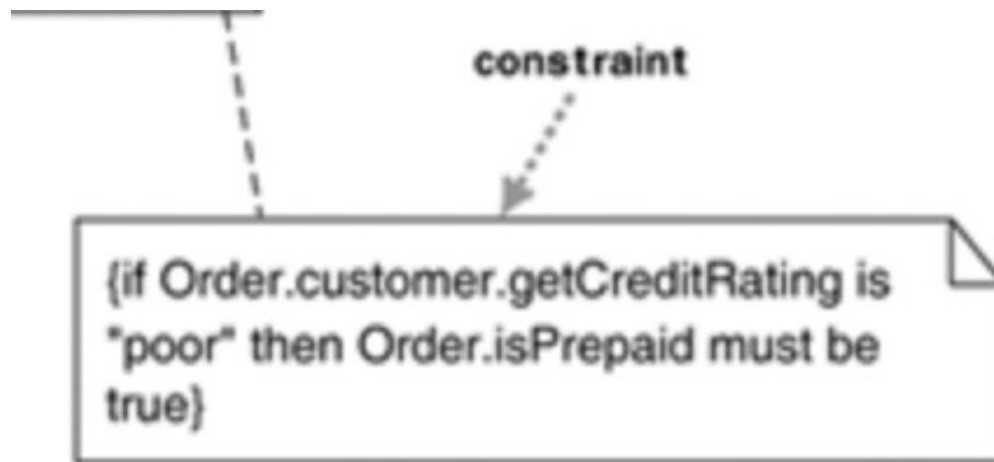 constraint
{if Order.customer.getCreditRating is
"poor" then Order.isPrepaid must be
true}